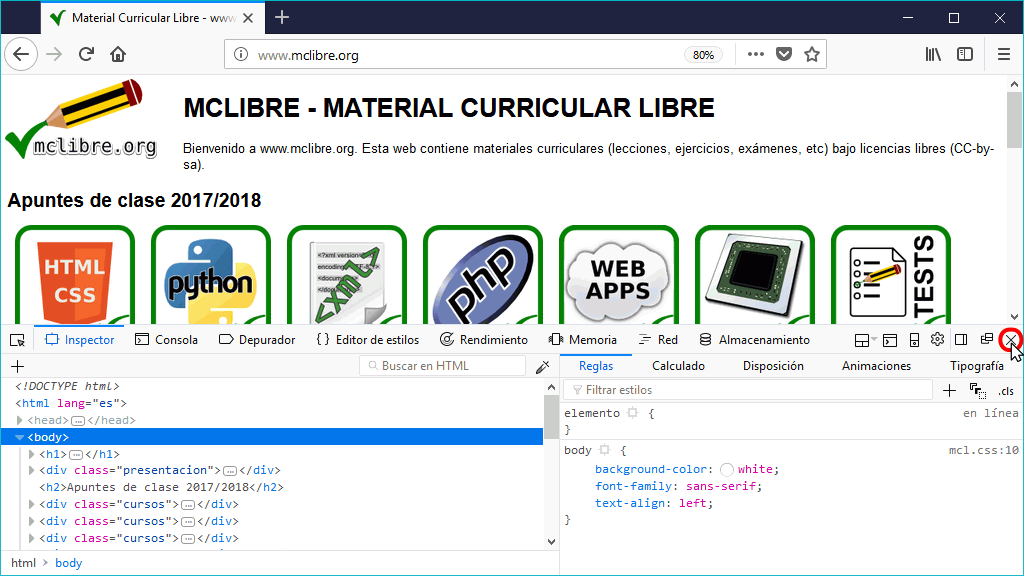 Material Curricular Libre - www
www.mclibre.org
80%
mclibre.org
MCLIBRE - MATERIAL CURRICULAR LIBRE
Bienvenido a www.mclibre.org. Esta web contiene materiales curriculares (lecciones, ejercicios, exámenes, etc) bajo licencias libres (CC-by-
sa).
Apuntes de clase 2017/2018
HTML
CSS
python
<?xml version=
encoding=
<docume
</docu
<xml>
php
WEB
APPS
TESTS
Inspector
Consola
Depurador
{ } Editor de estilos
Rendimiento
Memoria
Red
Almacenamiento
Buscar en HTML
Reglas
Calculado
Disposición
Animaciones
Tipografía
Filtrar estilos
.cls
<!DOCTYPE html>
<html lang="es">
<head>…</head>
<body>
<h1>…</h1>
<div class="presentacion">…</div>
<h2>Apuntes de clase 2017/2018</h2>
<div class="cursos">…</div>
<div class="cursos">…</div>
<div class="cursos">…</div>
elemento {
en línea
}
body {
mcl.css:10
background-color: white;
font-family: sans-serif;
text-align: left;
}
html > body